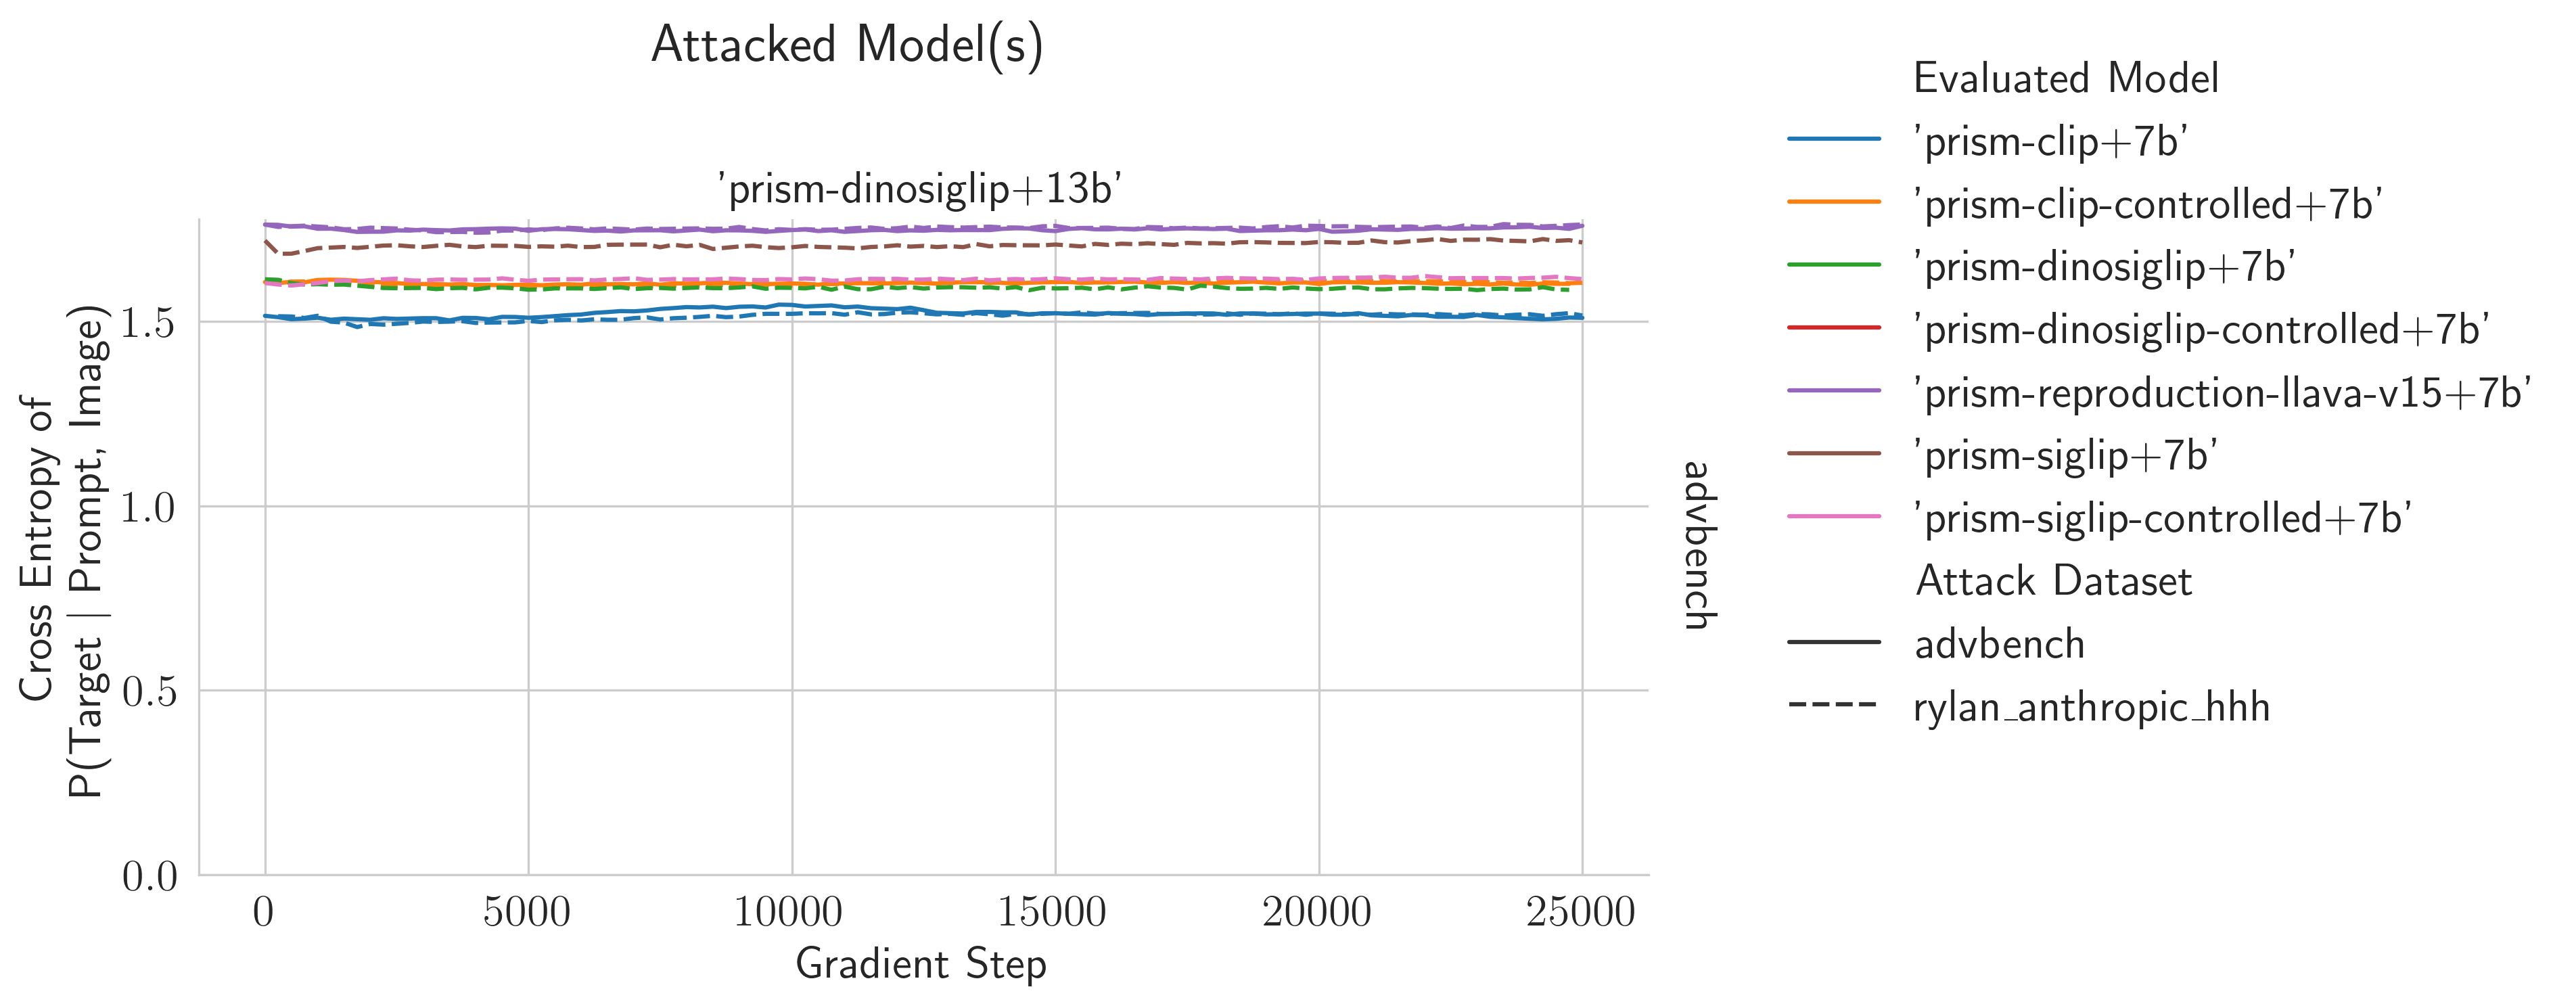 Attacked Model(s)
'prism-dinosiglip+13b'
Cross Entropy of
P(Target | Prompt, Image)
1.5
1.0
0.5
0.0
0
5000
10000
15000
20000
25000
Gradient Step
advbench
Evaluated Model
'prism-clip+7b'
'prism-clip-controlled+7b'
'prism-dinosiglip+7b'
'prism-dinosiglip-controlled+7b'
'prism-reproduction-llava-v15+7b'
'prism-siglip+7b'
'prism-siglip-controlled+7b'
Attack Dataset
advbench
rylan_anthropic_hhh